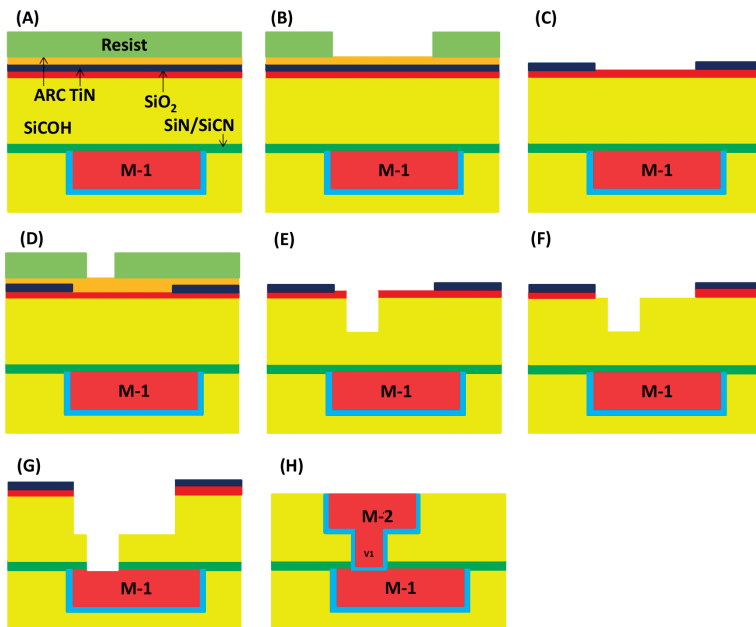 (A)
(B)
(C)
Resist
ARC TiN
SiO₂
SiCOH
SiN/SiCN
M-1
M-1
M-1
(D)
(E)
(F)
M-1
M-1
M-1
(G)
(H)
M-2
V1
M-1
M-1